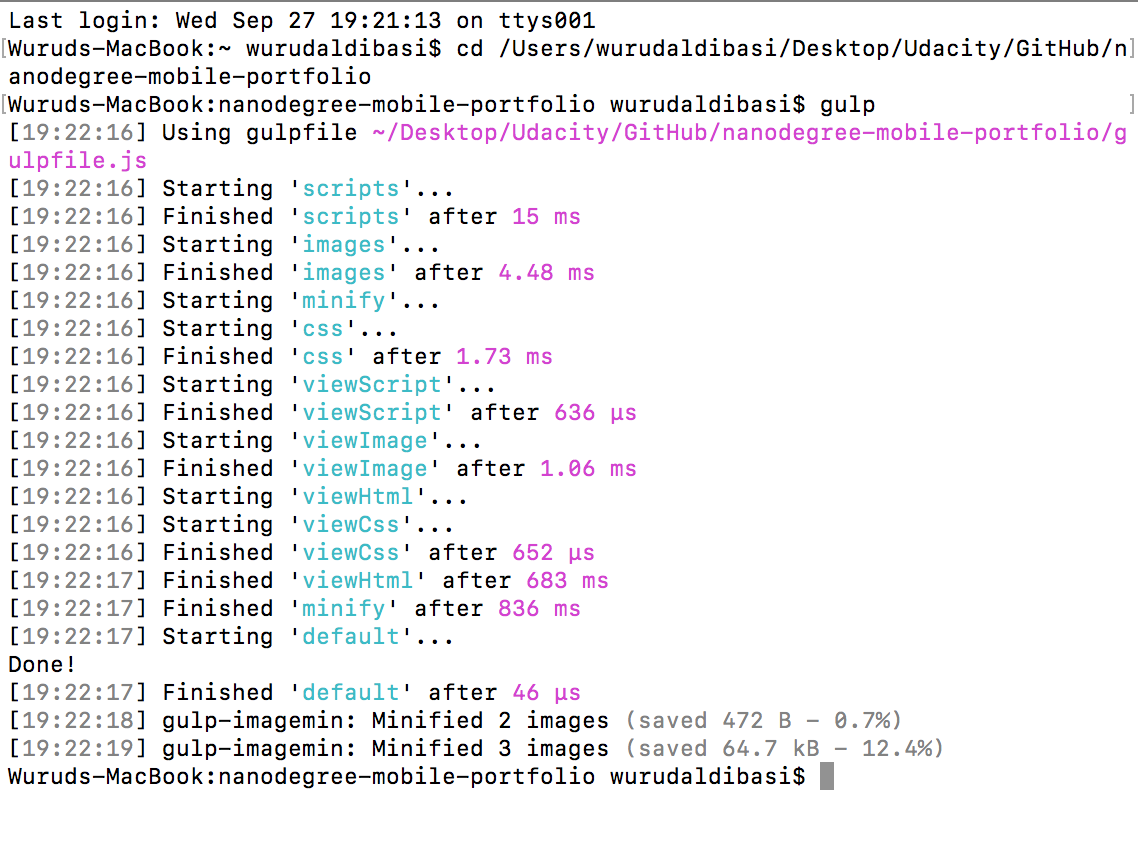 Last login: Wed Sep 27 19:21:13 on ttys001
[Wuruds-MacBook:~ wurudaldibasi$ cd /Users/wurudaldibasi/Desktop/Udacity/GitHub/n]
anodegree-mobile-portfolio
[Wuruds-MacBook:nanodegree-mobile-portfolio wurudaldibasi$ gulp ]
[19:22:16] Using gulpfile ~/Desktop/Udacity/GitHub/nanodegree-mobile-portfolio/g
ulpfile.js
[19:22:16] Starting 'scripts'...
[19:22:16] Finished 'scripts' after 15 ms
[19:22:16] Starting 'images'...
[19:22:16] Finished 'images' after 4.48 ms
[19:22:16] Starting 'minify'...
[19:22:16] Starting 'css'...
[19:22:16] Finished 'css' after 1.73 ms
[19:22:16] Starting 'viewScript'...
[19:22:16] Finished 'viewScript' after 636 μs
[19:22:16] Starting 'viewImage'...
[19:22:16] Finished 'viewImage' after 1.06 ms
[19:22:16] Starting 'viewHtml'...
[19:22:16] Starting 'viewCss'...
[19:22:16] Finished 'viewCss' after 652 μs
[19:22:17] Finished 'viewHtml' after 683 ms
[19:22:17] Finished 'minify' after 836 ms
[19:22:17] Starting 'default'...
Done!
[19:22:17] Finished 'default' after 46 μs
[19:22:18] gulp-imagemin: Minified 2 images (saved 472 B - 0.7%)
[19:22:19] gulp-imagemin: Minified 3 images (saved 64.7 kB - 12.4%)
Wuruds-MacBook:nanodegree-mobile-portfolio wurudaldibasi$